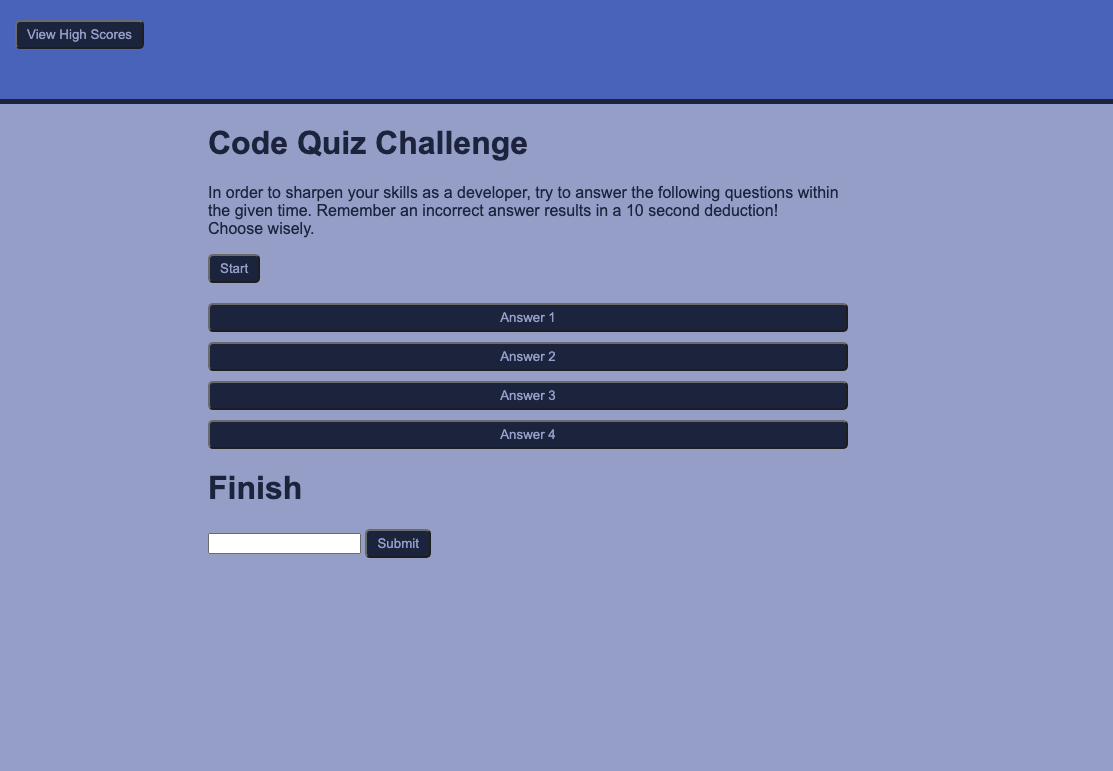 View High Scores
Code Quiz Challenge
In order to sharpen your skills as a developer, try to answer the following questions within
the given time. Remember an incorrect answer results in a 10 second deduction!
Choose wisely.
Start
Answer 1
Answer 2
Answer 3
Answer 4
Finish
Submit